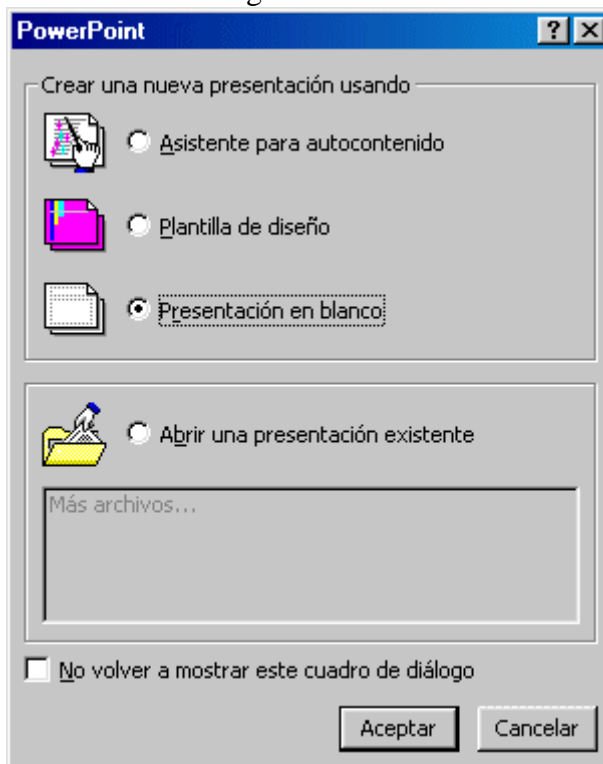 PowerPoint
Crear una nueva presentación usando
Asistente para autocontenido
Plantilla de diseño
Presentación en blanco
Abrir una presentación existente
Más archivos...
No volver a mostrar este cuadro de diálogo
Aceptar Cancelar